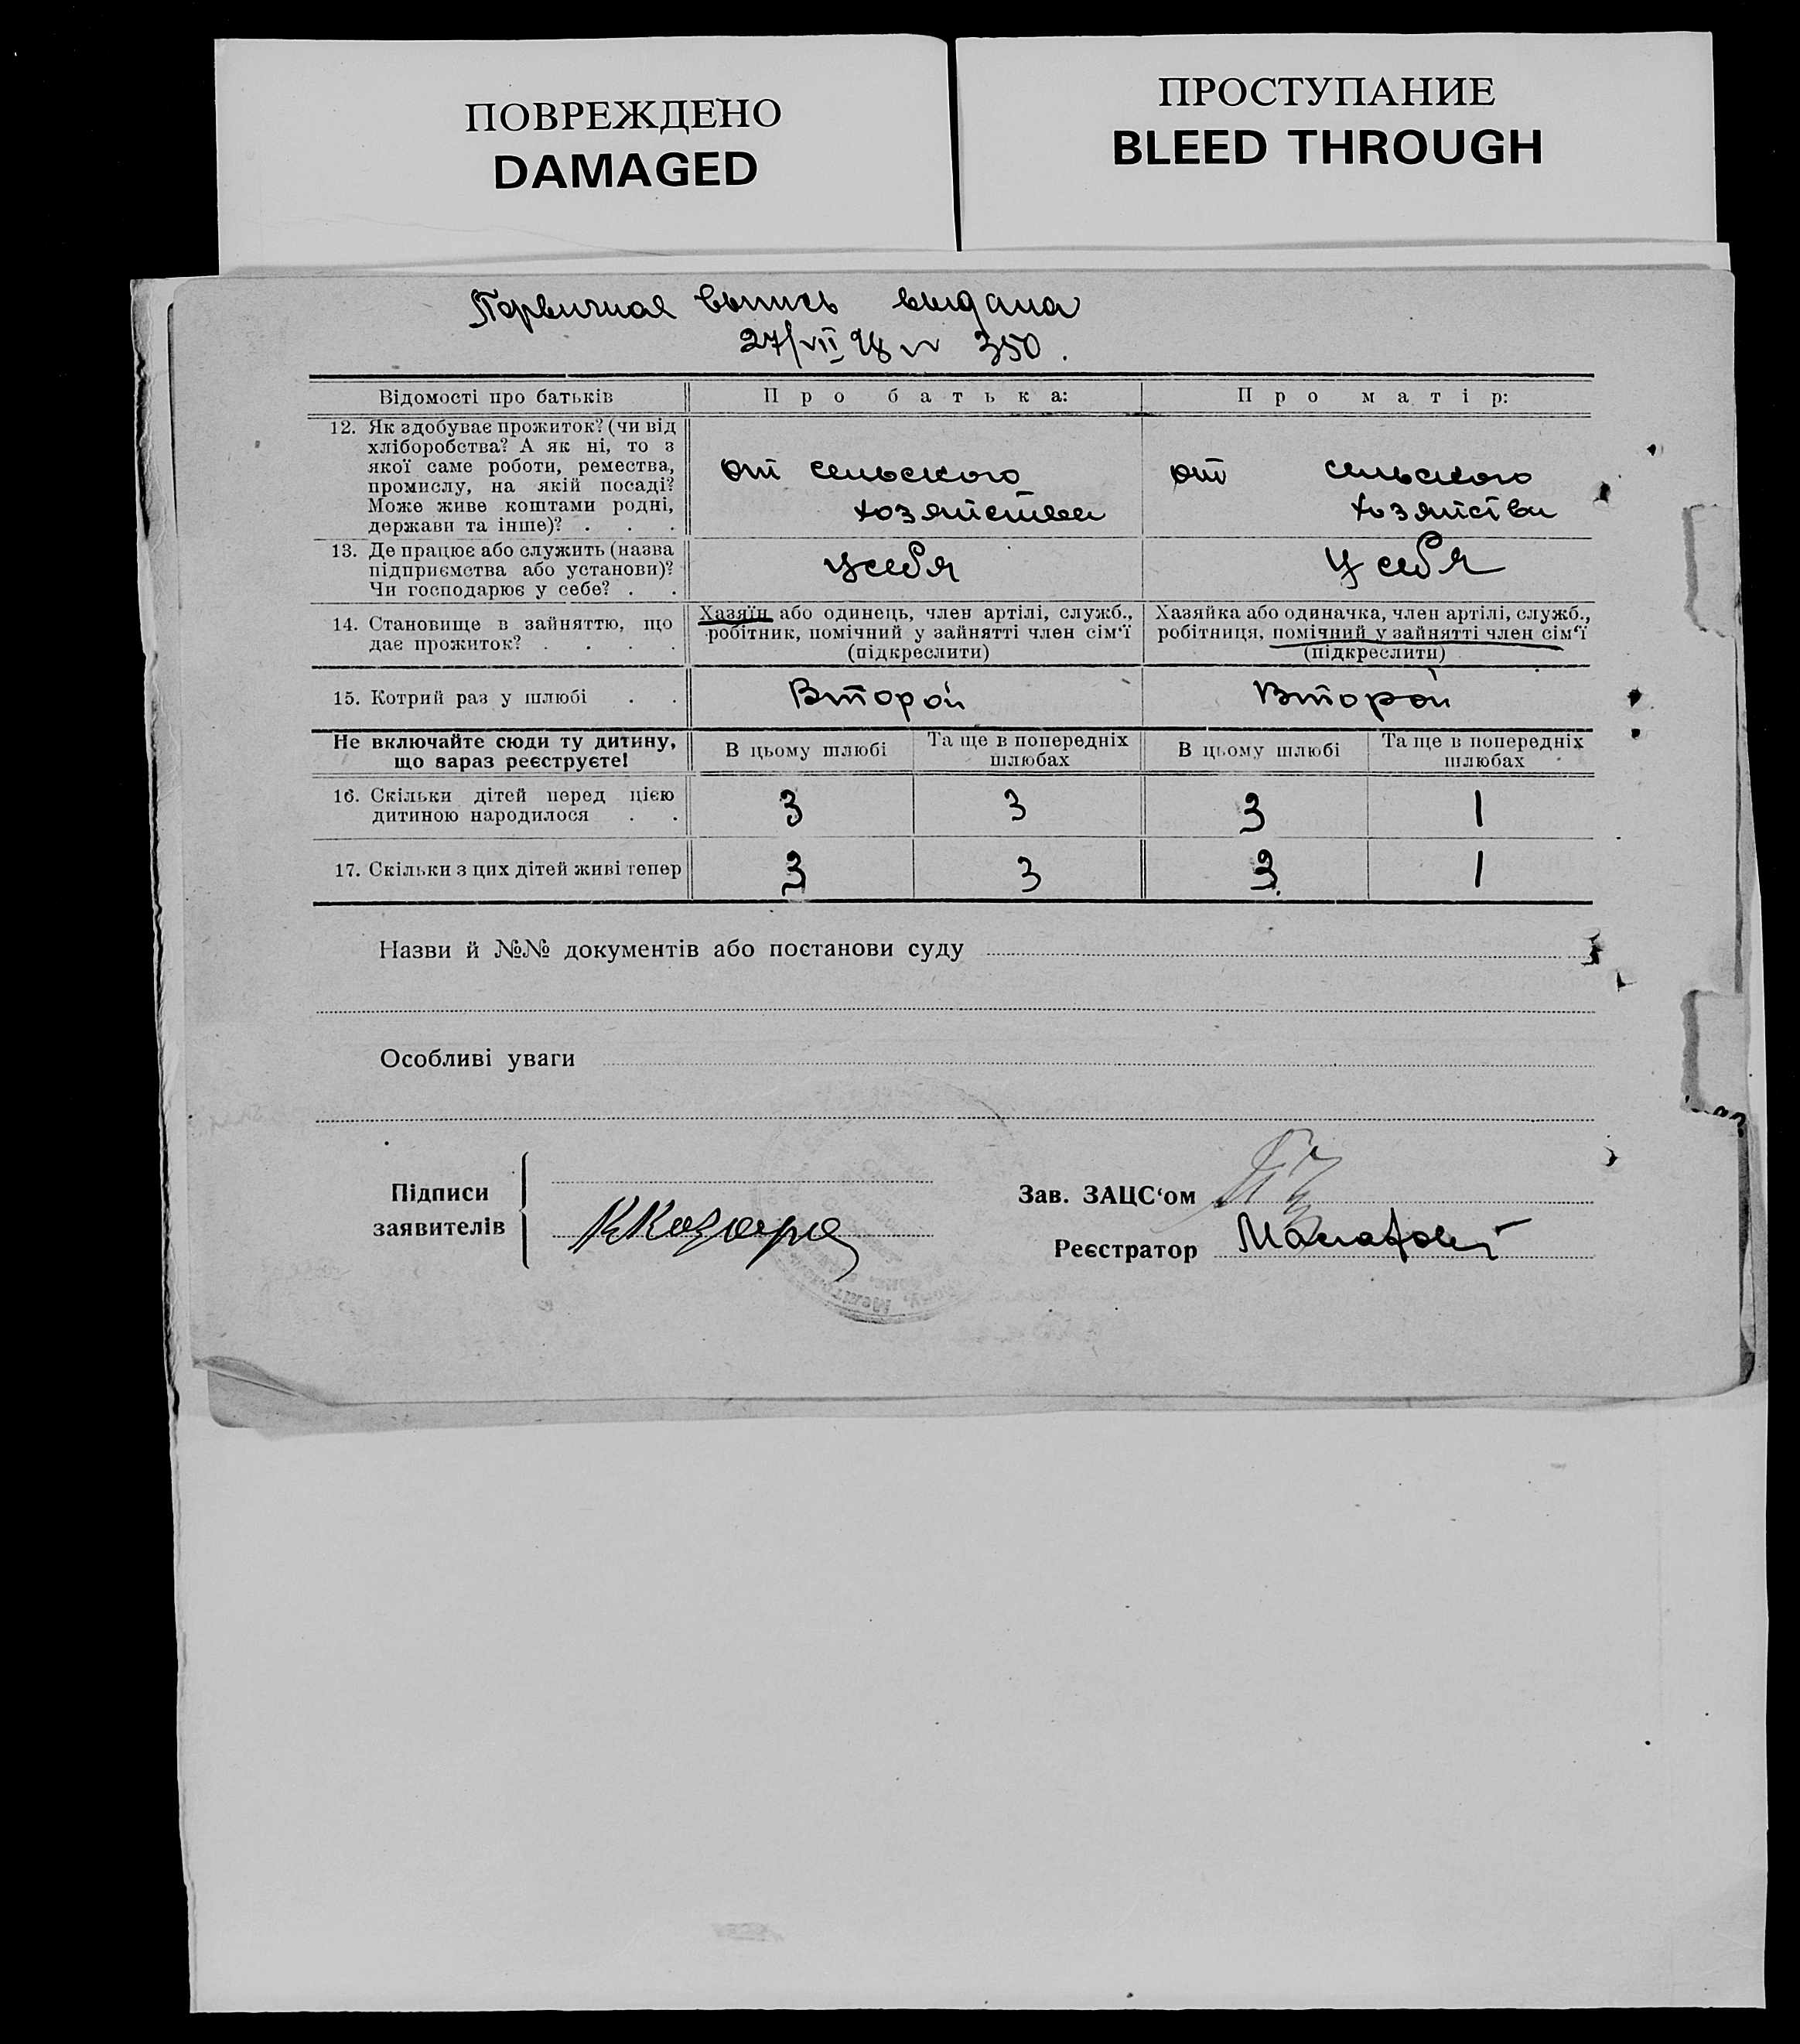 ПОВРЕЖДЕНО
DAMAGED
ПРОСТУПАНИЕ
BLEED THROUGH
Первичная выпись выдана
27/VII 28 № 350.
Відомості про батьків
Про батька:
Про матір:
12. Як здобуває прожиток? (чи від
хліборобства? А як ні, то з
якої саме роботи, ремества,
промислу, на якій посаді?
Може живе коштами родні,
держави та інше)? . . .
от сельского
хозяйства
от сельского
хозяйства
13. Де працює або служить (назва
підприємства або установи)?
Чи господарює у себе? . .
у себя
у себя
14. Становище в зайняттю, що
дає прожиток? . . . .
Хазяїн або одинець, член артілі, служб.,
робітник, помічний у зайнятті член сім'ї
(підкреслити)
Хазяйка або одиначка, член артілі, служб.,
робітниця, помічний у зайнятті член сім'ї
(підкреслити)
15. Котрий раз у шлюбі . .
Второй
Второй
Не включайте сюди ту дитину,
що зараз реєструєте!
В цьому шлюбі
Та ще в попередніх
шлюбах
В цьому шлюбі
Та ще в попередніх
шлюбах
16. Скільки дітей перед цією
дитиною народилося . .
3
3
3
1
17. Скільки з цих дітей живі тепер
3
3
3
1
Назви й №№ документів або постанови суду
Особливі уваги
Підписи
заявителів
Зав. ЗАЦС'ом
Реєстратор